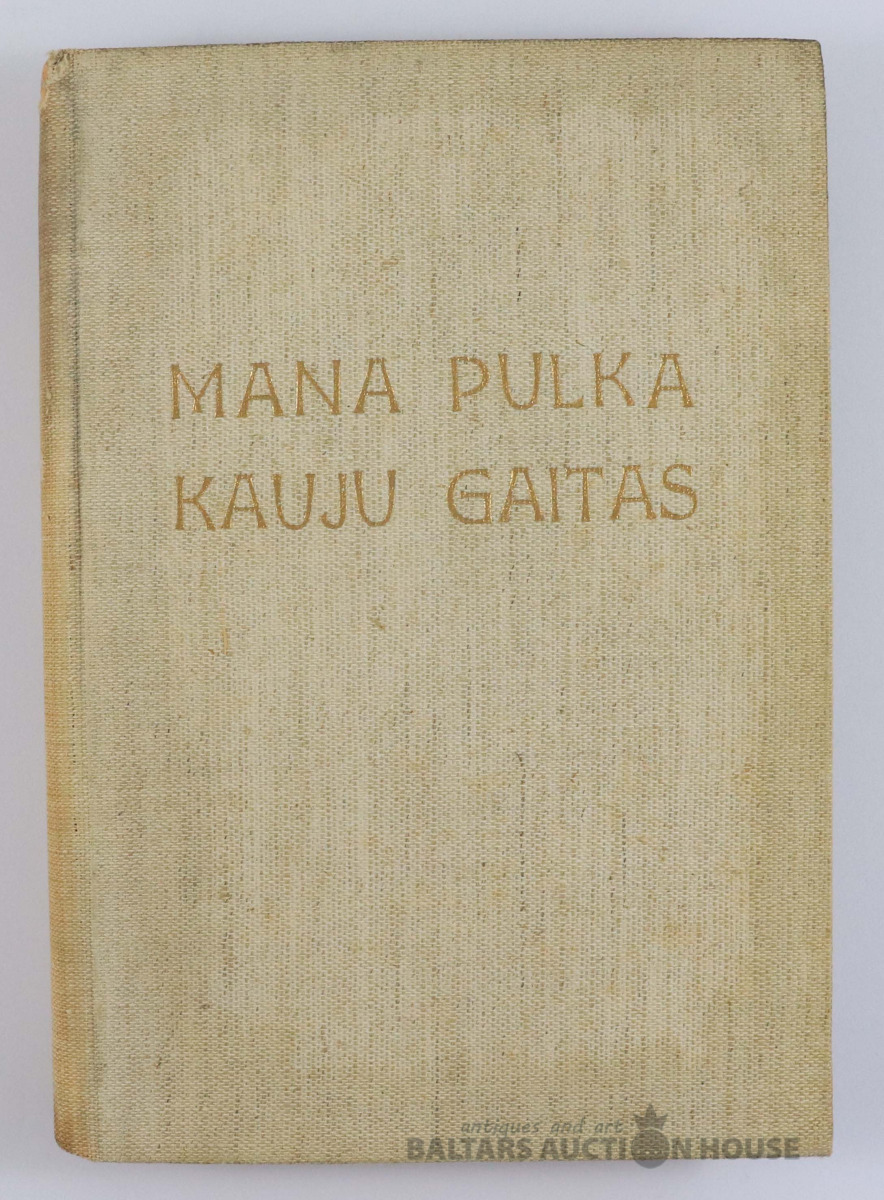 MANA PULKA
KAUJU GAITAS
antiques and art
BALTARS AUCTION HOUSE